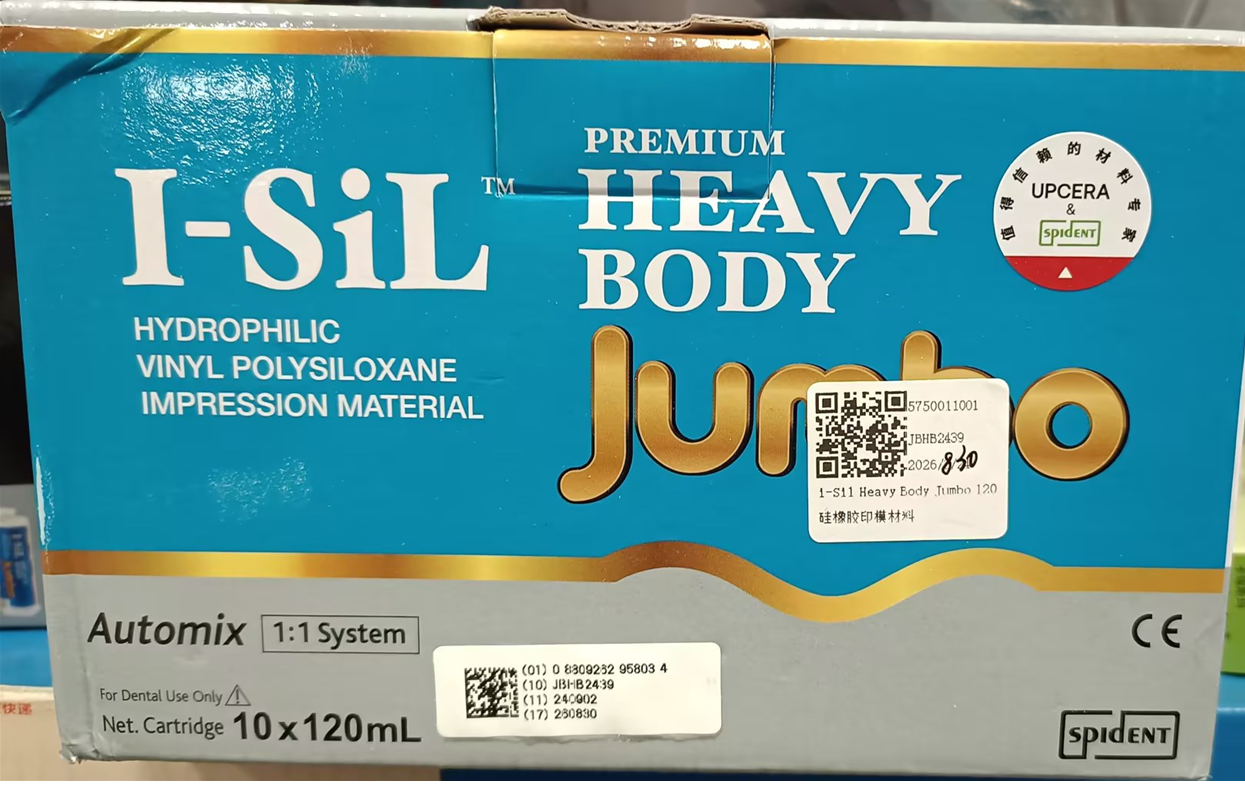 I-SiL™
HYDROPHILIC
VINYL POLYSILOXANE
IMPRESSION MATERIAL
PREMIUM
HEAVY
BODY
Jumbo
值得信赖的材料专家
UPCERA
&
spident
5750011001
JBHB2439
2026/8/30
i-Sil Heavy Body Jumbo 120
硅橡胶印模材料
Automix 1:1 System
For Dental Use Only
Net. Cartridge 10x120mL
(01) 0 8809262 95803 4
(10) JBHB2439
(11) 240902
(17) 260830
CE
spident
快递